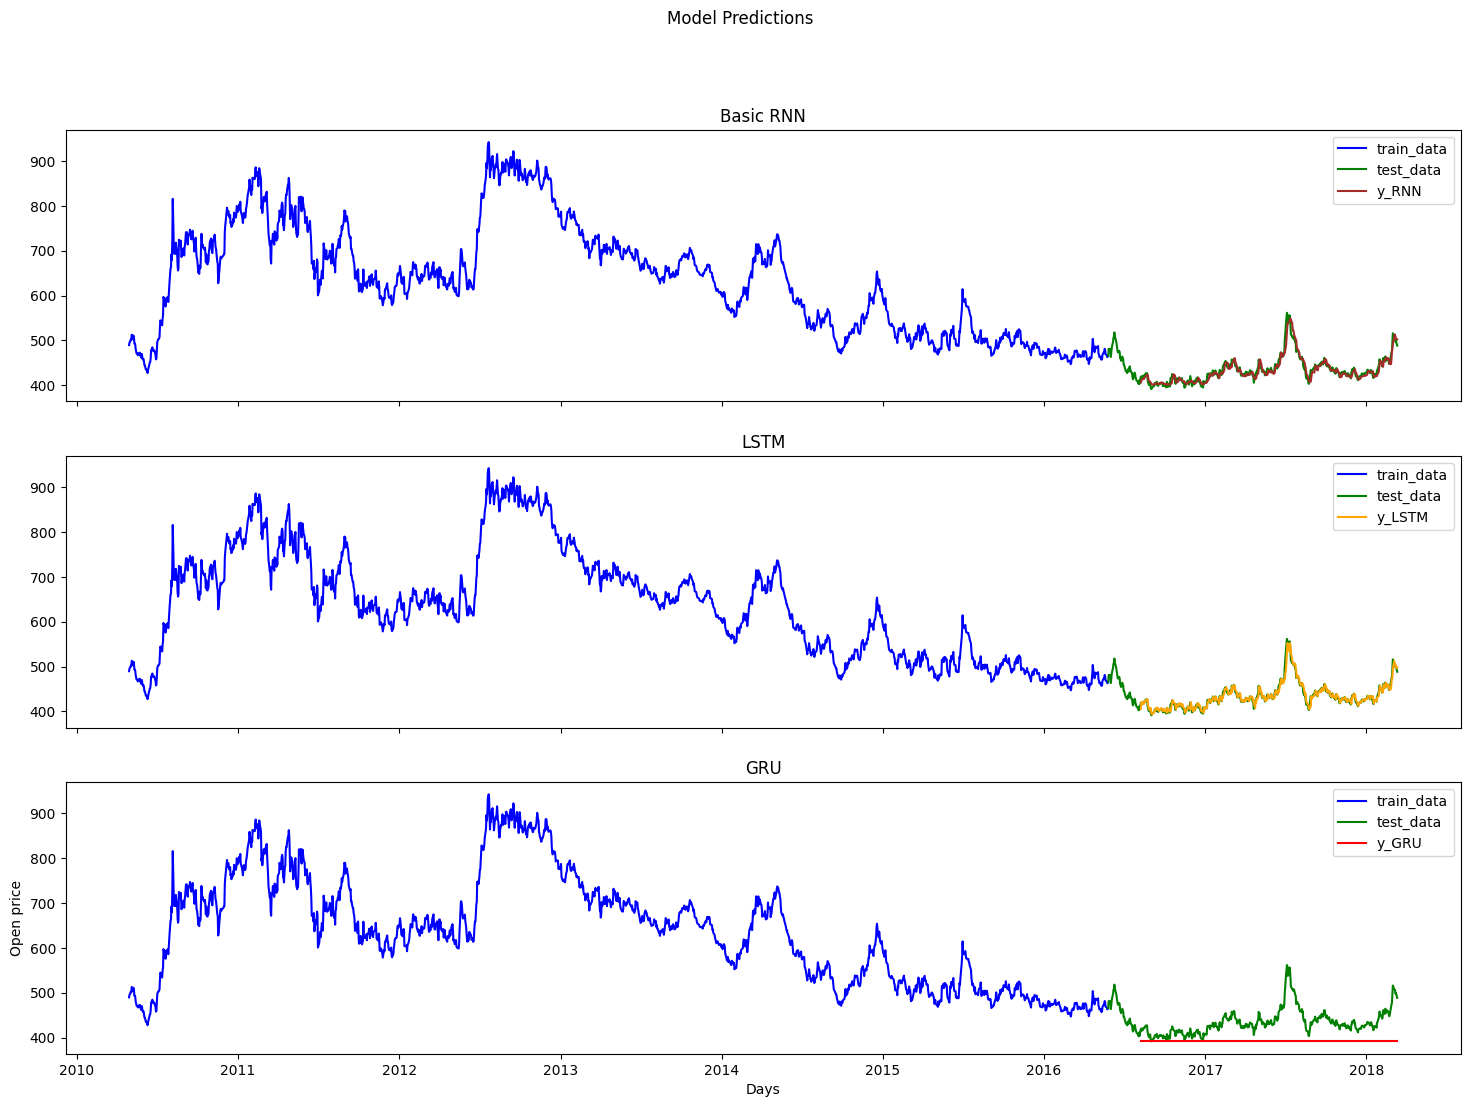 Model Predictions
Basic RNN
train_data
test_data
y_RNN
900
800
700
600
500
400
LSTM
train_data
test_data
y_LSTM
900
800
700
600
500
400
GRU
train_data
test_data
y_GRU
Open price
900
800
700
600
500
400
2010 2011 2012 2013 2014 2015 2016 2017 2018
Days